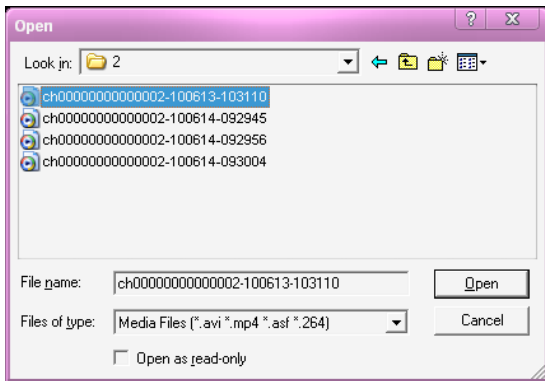 Open
Look in: 2
ch00000000000002-100613-103110
ch00000000000002-100614-092945
ch00000000000002-100614-092956
ch00000000000002-100614-093004
File name: ch00000000000002-100613-103110 Open
Files of type: Media Files (*.avi *.mp4 *.asf *.264) Cancel
Open as read-only